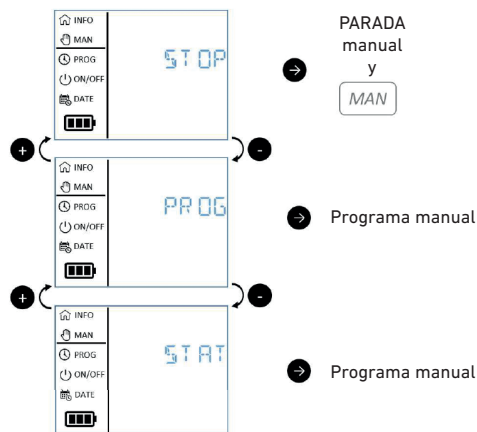 INFO
MAN
PROG
ON/OFF
DATE
STOP
PARADA
manual
y
MAN
+
-
INFO
MAN
PROG
ON/OFF
DATE
PROG
Programa manual
+
-
INFO
MAN
PROG
ON/OFF
DATE
STAT
Programa manual